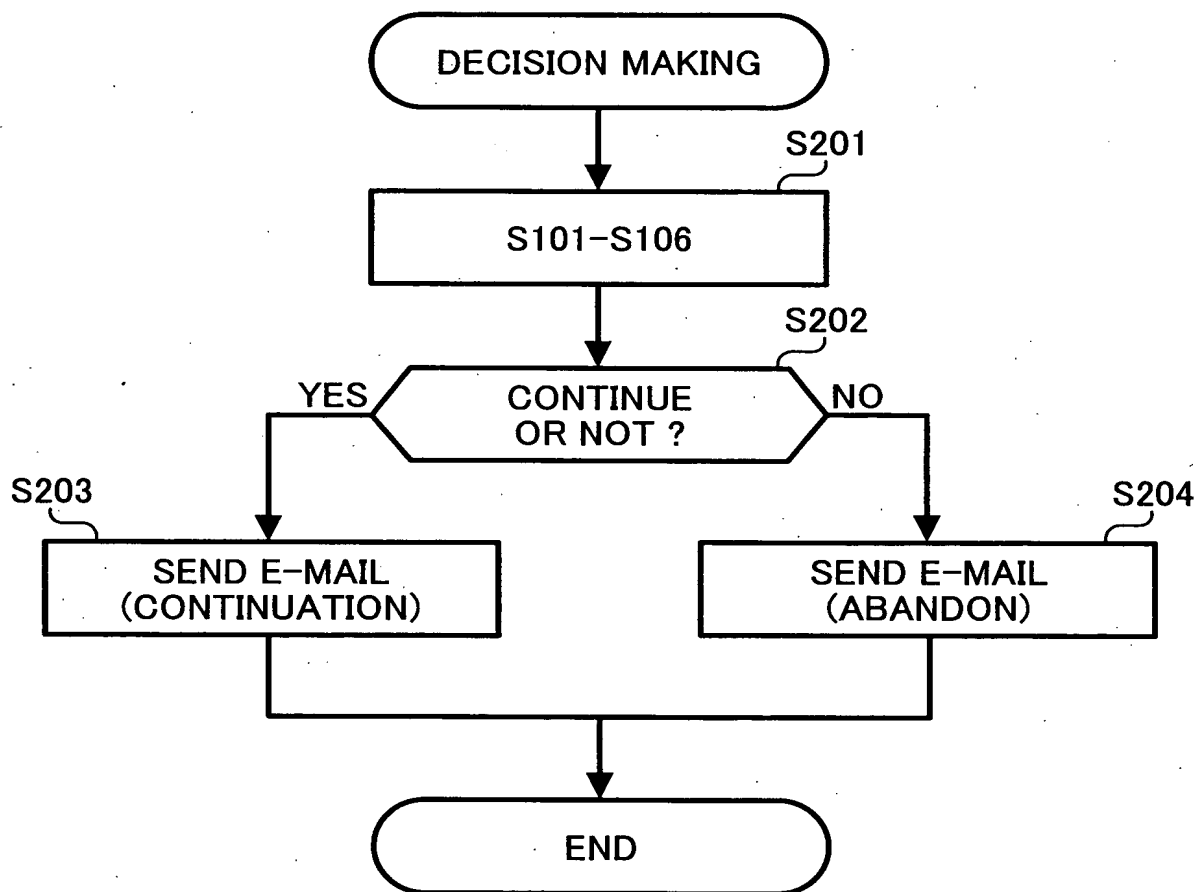 DECISION MAKING
S201
S101-S106
S202
YES
CONTINUE
OR NOT ?
NO
S203
SEND E-MAIL
(CONTINUATION)
S204
SEND E-MAIL
(ABANDON)
END